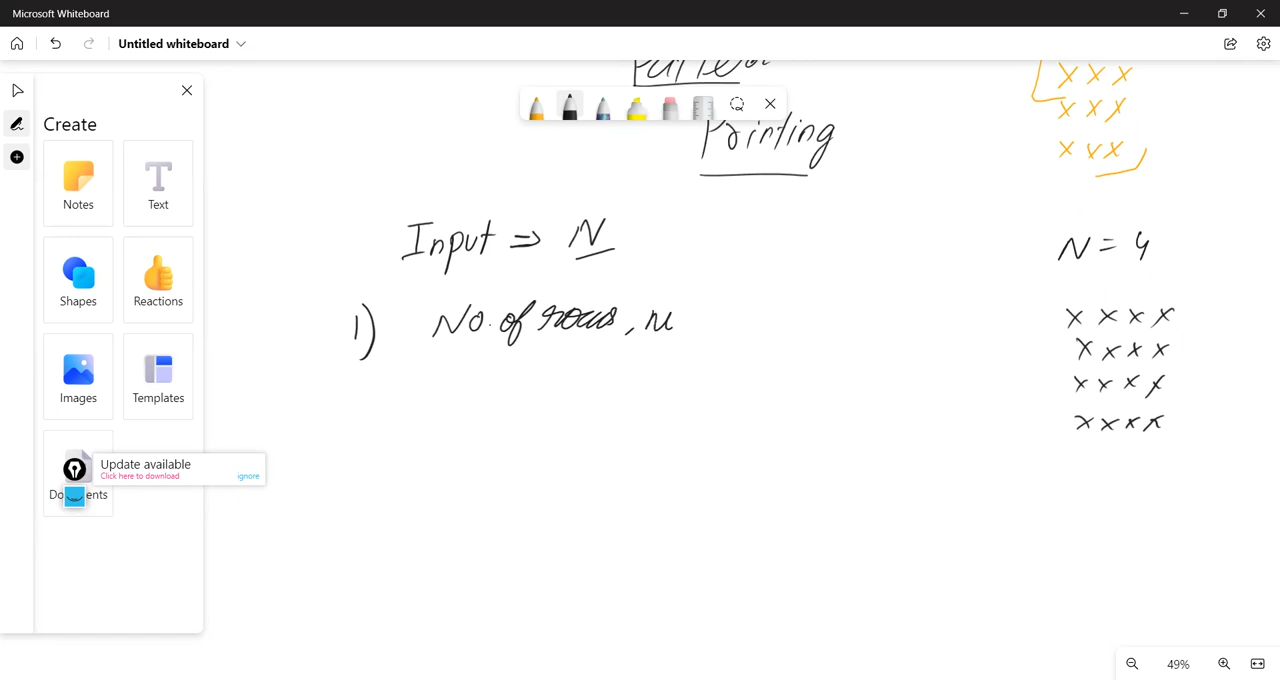 Microsoft Whiteboard
Untitled whiteboard
Pattern
Printing
x x x
x x x
x x x
Create
Notes
Text
Shapes
Reactions
Images
Templates
Update available
Click here to download
ignore
Input ⇒ N
1) No. of rows, n
N = 4
x x x x
x x x x
x x x x
x x x x
49%